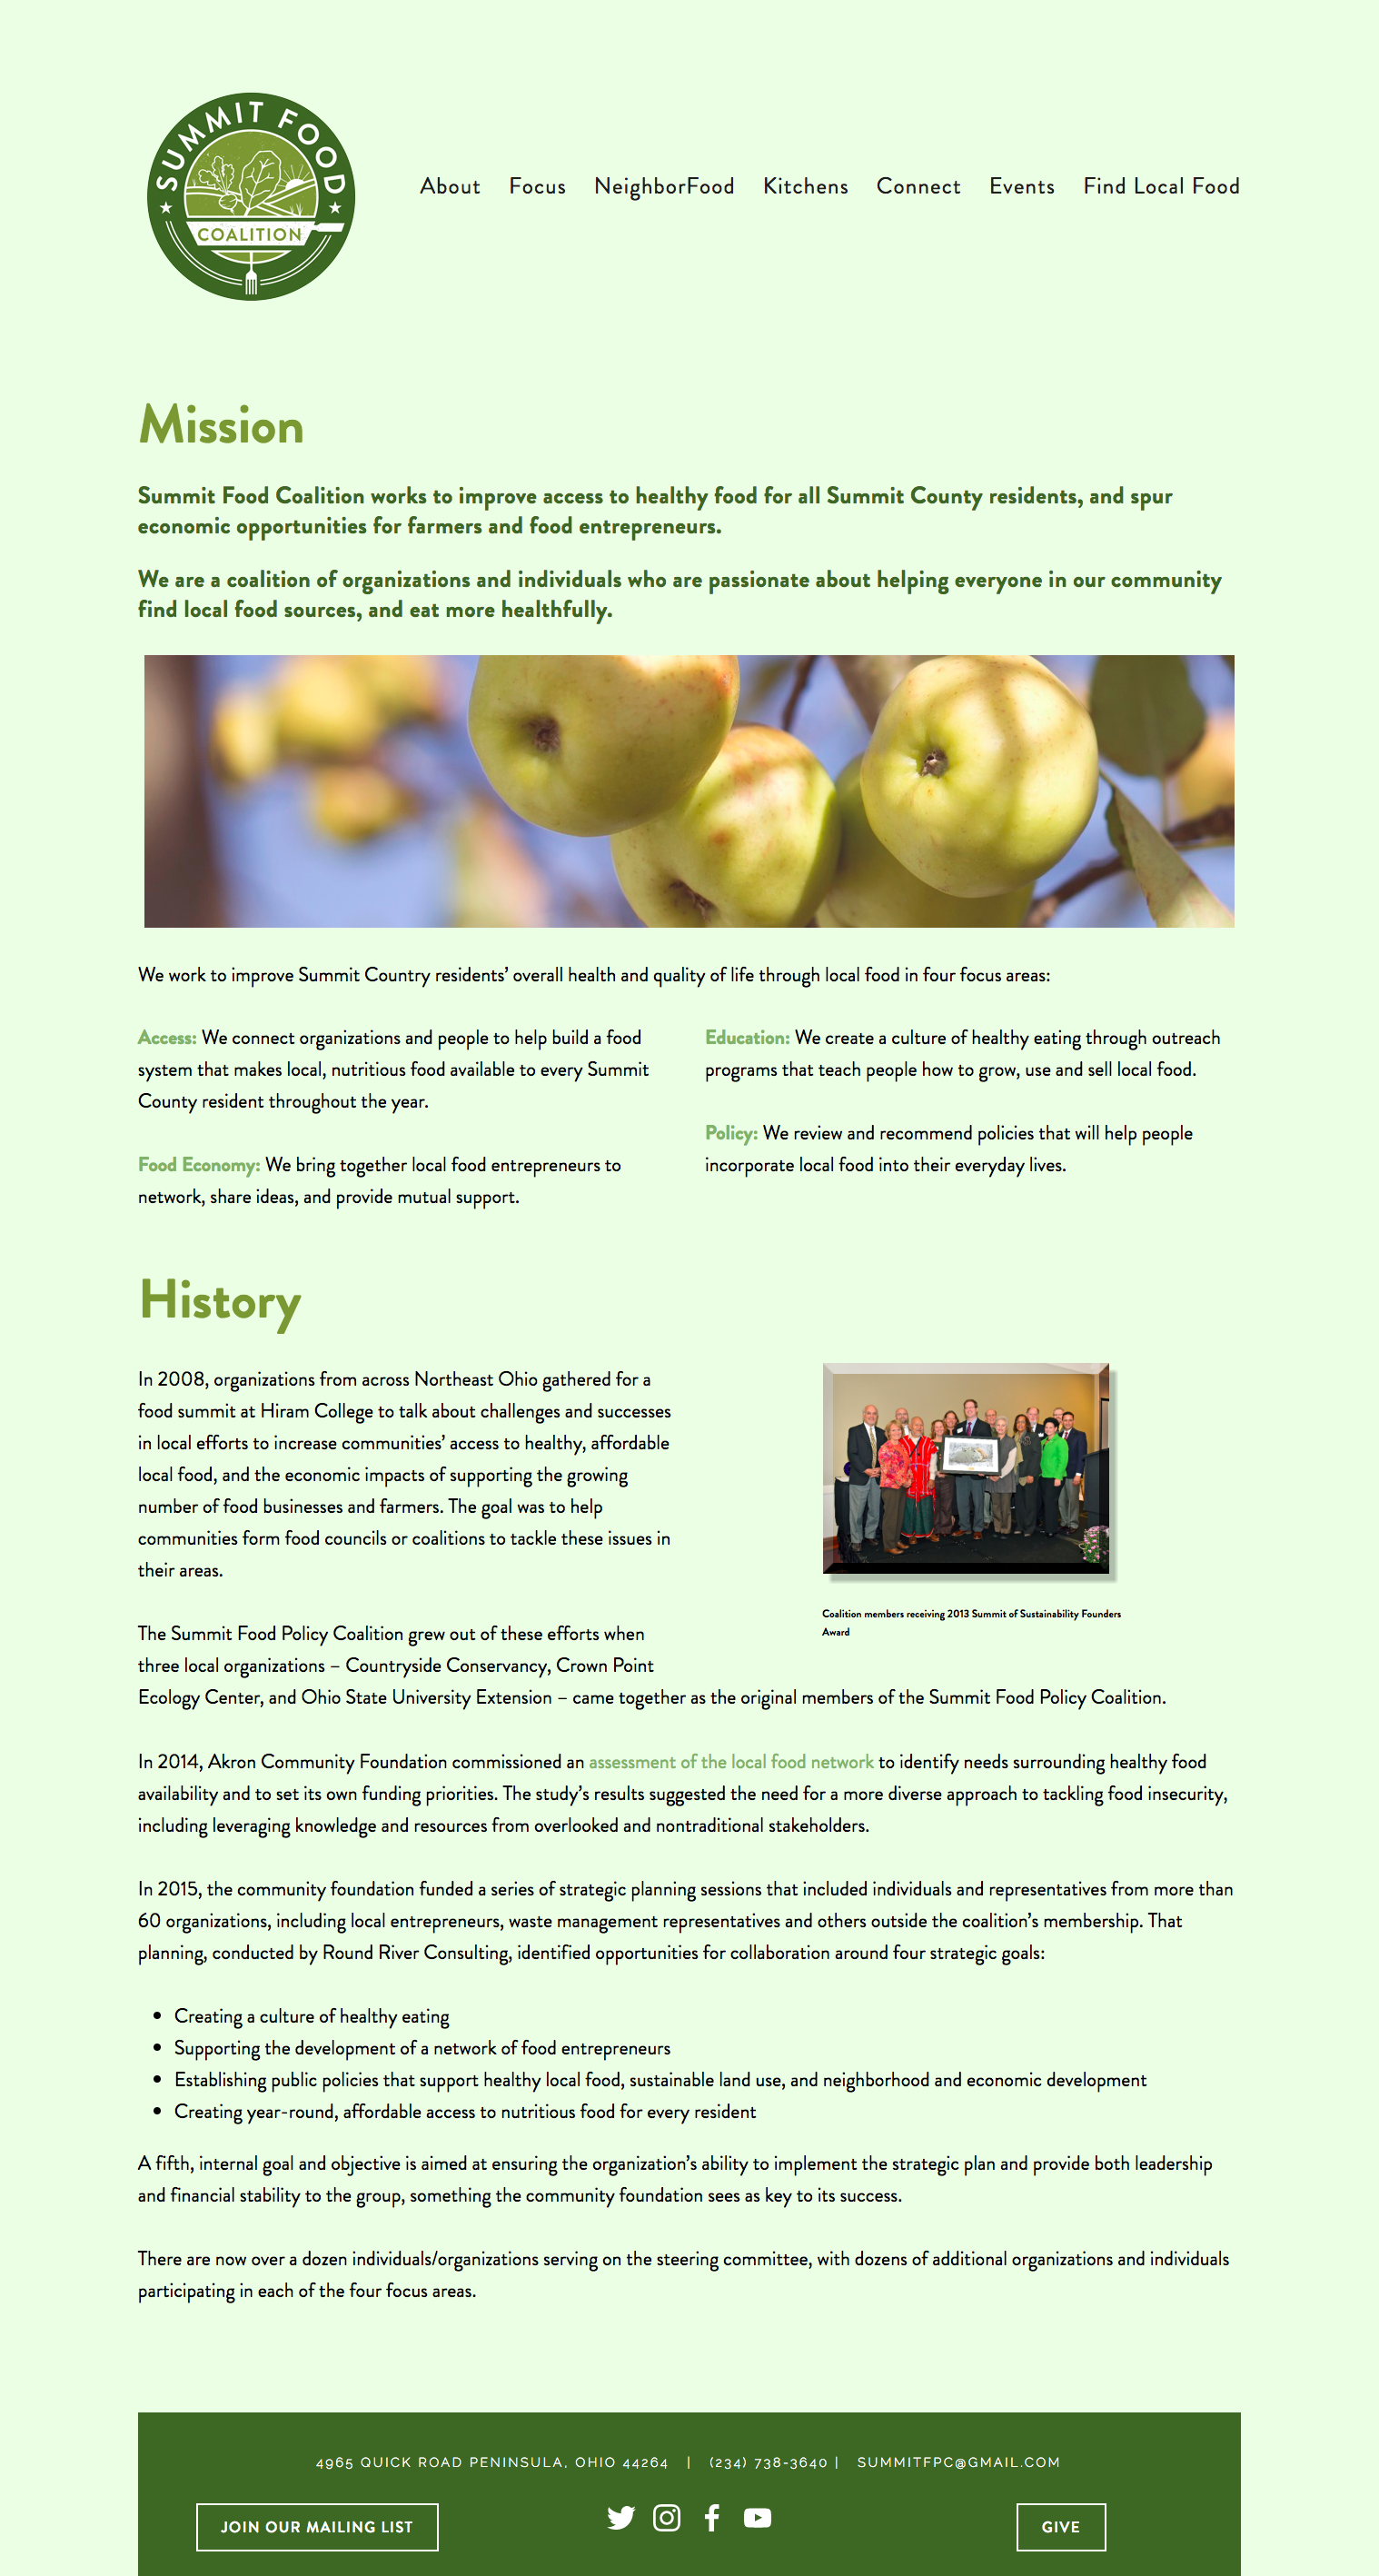 SUMMIT FOOD
COALITION
About Focus NeighborFood Kitchens Connect Events Find Local Food
Mission
Summit Food Coalition works to improve access to healthy food for all Summit County residents, and spur
economic opportunities for farmers and food entrepreneurs.
We are a coalition of organizations and individuals who are passionate about helping everyone in our community
find local food sources, and eat more healthfully.
We work to improve Summit Country residents’ overall health and quality of life through local food in four focus areas:
Access: We connect organizations and people to help build a food
system that makes local, nutritious food available to every Summit
County resident throughout the year.
Food Economy: We bring together local food entrepreneurs to
network, share ideas, and provide mutual support.
Education: We create a culture of healthy eating through outreach
programs that teach people how to grow, use and sell local food.
Policy: We review and recommend policies that will help people
incorporate local food into their everyday lives.
History
In 2008, organizations from across Northeast Ohio gathered for a
food summit at Hiram College to talk about challenges and successes
in local efforts to increase communities’ access to healthy, affordable
local food, and the economic impacts of supporting the growing
number of food businesses and farmers. The goal was to help
communities form food councils or coalitions to tackle these issues in
their areas.
Coalition members receiving 2013 Summit of Sustainability Founders
Award
The Summit Food Policy Coalition grew out of these efforts when
three local organizations – Countryside Conservancy, Crown Point
Ecology Center, and Ohio State University Extension – came together as the original members of the Summit Food Policy Coalition.
In 2014, Akron Community Foundation commissioned an assessment of the local food network to identify needs surrounding healthy food
availability and to set its own funding priorities. The study’s results suggested the need for a more diverse approach to tackling food insecurity,
including leveraging knowledge and resources from overlooked and nontraditional stakeholders.
In 2015, the community foundation funded a series of strategic planning sessions that included individuals and representatives from more than
60 organizations, including local entrepreneurs, waste management representatives and others outside the coalition’s membership. That
planning, conducted by Round River Consulting, identified opportunities for collaboration around four strategic goals:
• Creating a culture of healthy eating
• Supporting the development of a network of food entrepreneurs
• Establishing public policies that support healthy local food, sustainable land use, and neighborhood and economic development
• Creating year-round, affordable access to nutritious food for every resident
A fifth, internal goal and objective is aimed at ensuring the organization’s ability to implement the strategic plan and provide both leadership
and financial stability to the group, something the community foundation sees as key to its success.
There are now over a dozen individuals/organizations serving on the steering committee, with dozens of additional organizations and individuals
participating in each of the four focus areas.
4965 QUICK ROAD PENINSULA, OHIO 44264 | (234) 738-3640 | SUMMITFPC@GMAIL.COM
JOIN OUR MAILING LIST
GIVE